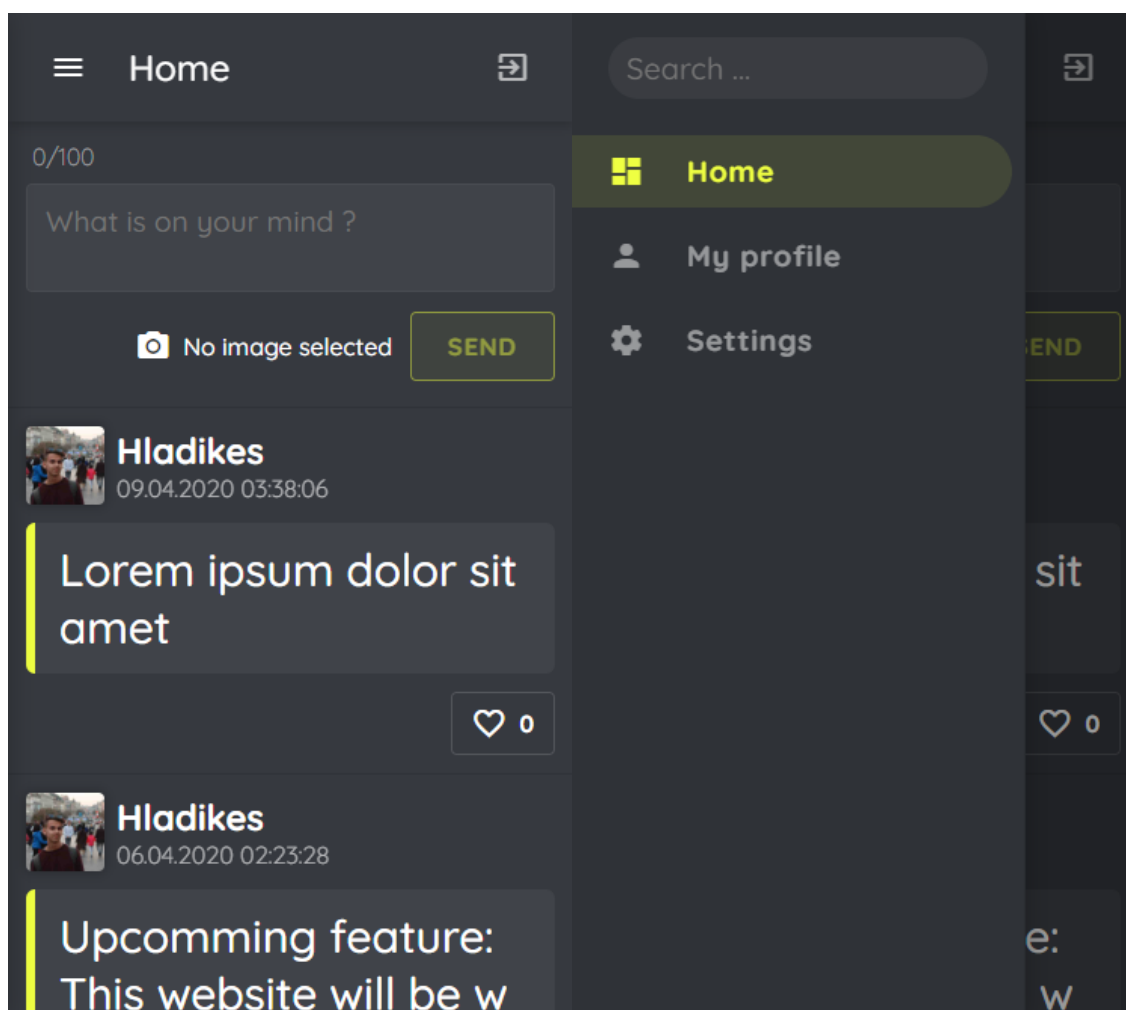 Home
0/100
What is on your mind ?
No image selected
SEND
Hladikes
09.04.2020 03:38:06
Lorem ipsum dolor sit
amet
0
Hladikes
06.04.2020 02:23:28
Upcomming feature:
This website will be w
Search ...
Home
My profile
Settings
END
sit
0
e:
w